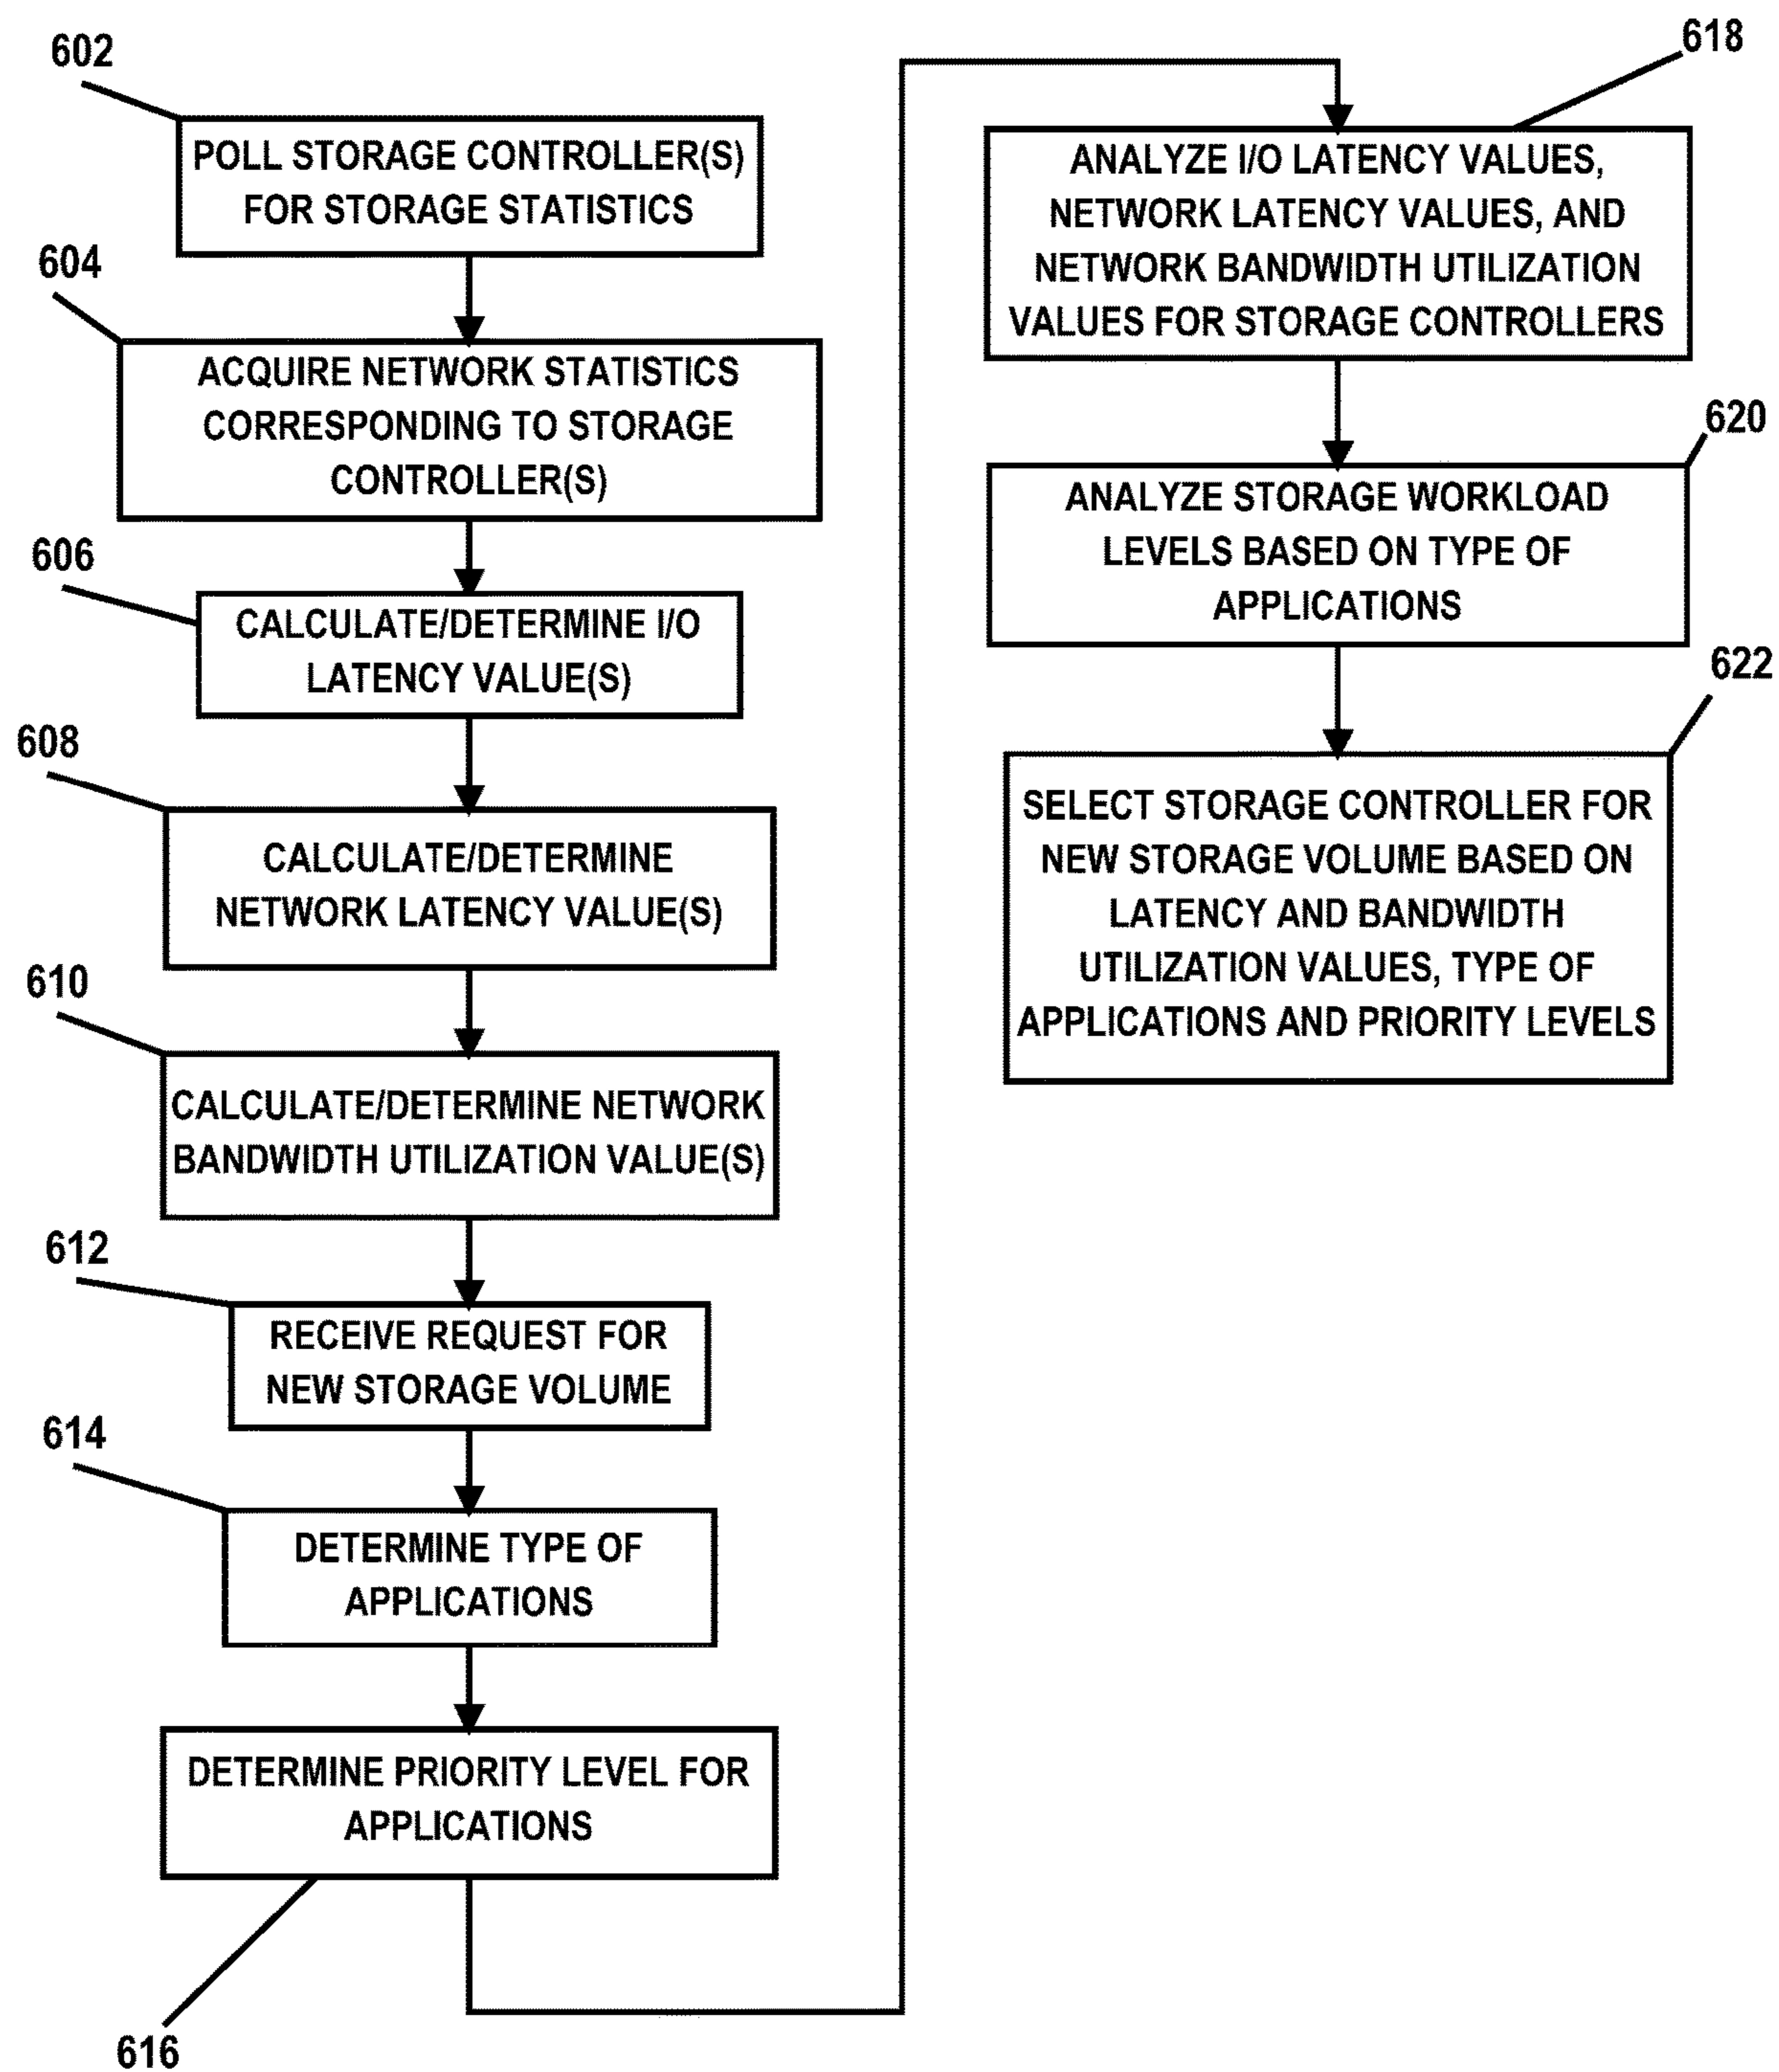 602
POLL STORAGE CONTROLLER(S)
FOR STORAGE STATISTICS
604
ACQUIRE NETWORK STATISTICS
CORRESPONDING TO STORAGE
CONTROLLER(S)
606
CALCULATE/DETERMINE I/O
LATENCY VALUE(S)
608
CALCULATE/DETERMINE
NETWORK LATENCY VALUE(S)
610
CALCULATE/DETERMINE NETWORK
BANDWIDTH UTILIZATION VALUE(S)
612
RECEIVE REQUEST FOR
NEW STORAGE VOLUME
614
DETERMINE TYPE OF
APPLICATIONS
DETERMINE PRIORITY LEVEL FOR
APPLICATIONS
616
618
ANALYZE I/O LATENCY VALUES,
NETWORK LATENCY VALUES, AND
NETWORK BANDWIDTH UTILIZATION
VALUES FOR STORAGE CONTROLLERS
620
ANALYZE STORAGE WORKLOAD
LEVELS BASED ON TYPE OF
APPLICATIONS
622
SELECT STORAGE CONTROLLER FOR
NEW STORAGE VOLUME BASED ON
LATENCY AND BANDWIDTH
UTILIZATION VALUES, TYPE OF
APPLICATIONS AND PRIORITY LEVELS